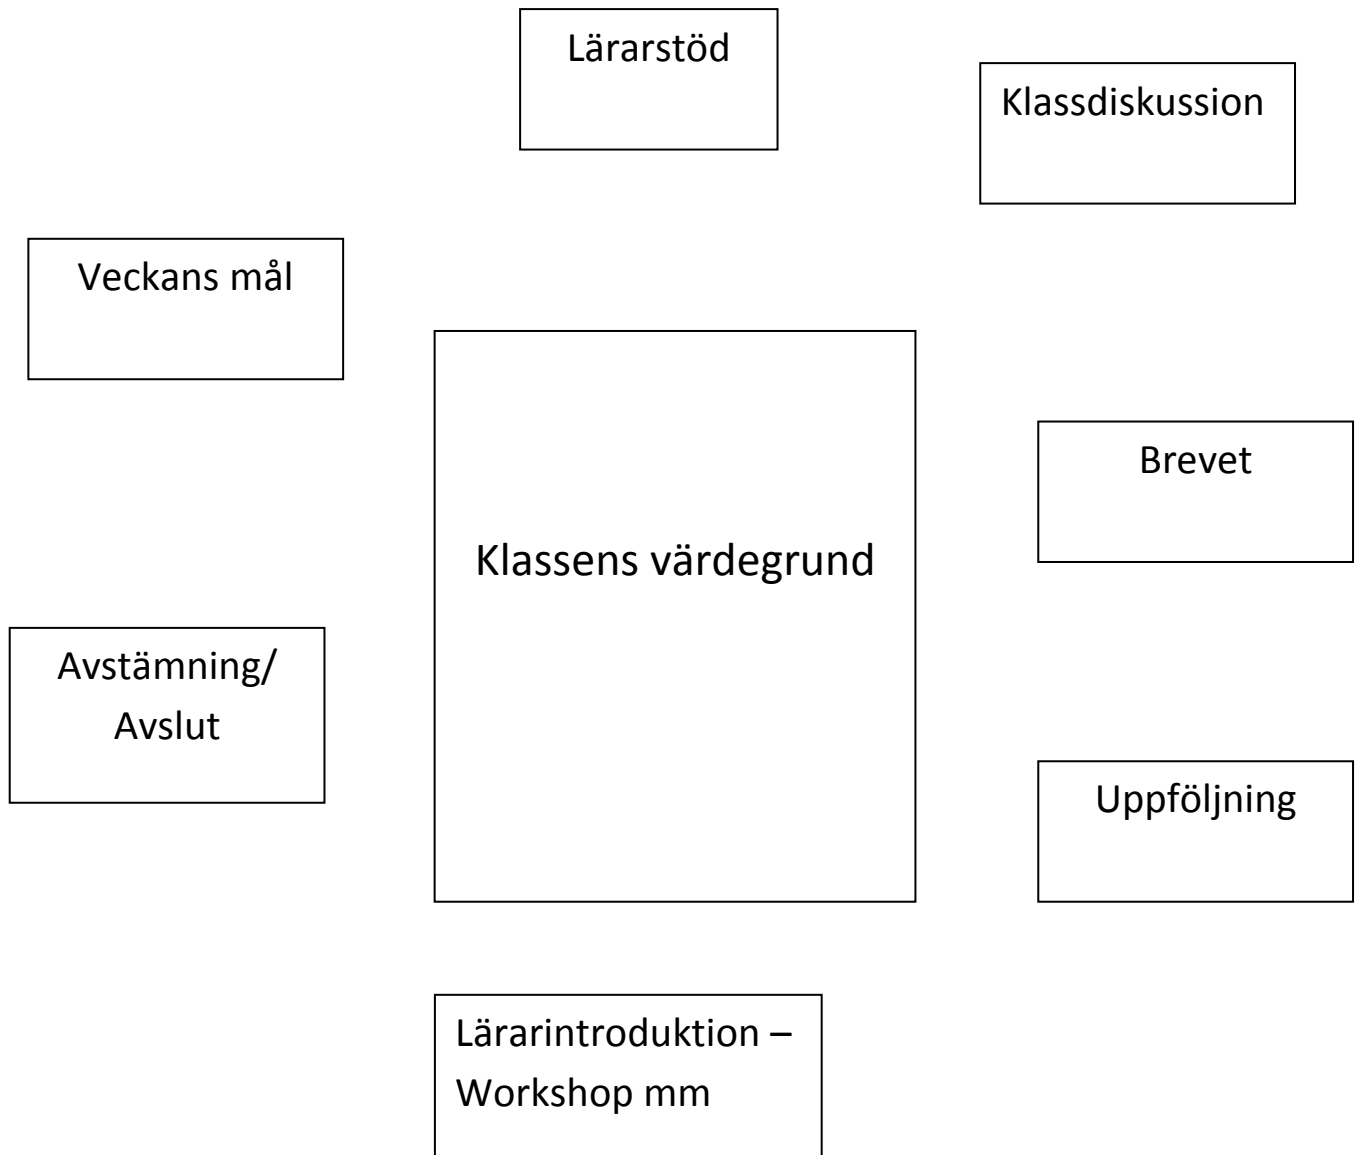 Lärarstöd
Klassdiskussion
Veckans mål
Brevet
Klassens värdegrund
Avstämning/
Avslut
Uppföljning
Lärarintroduktion –
Workshop mm